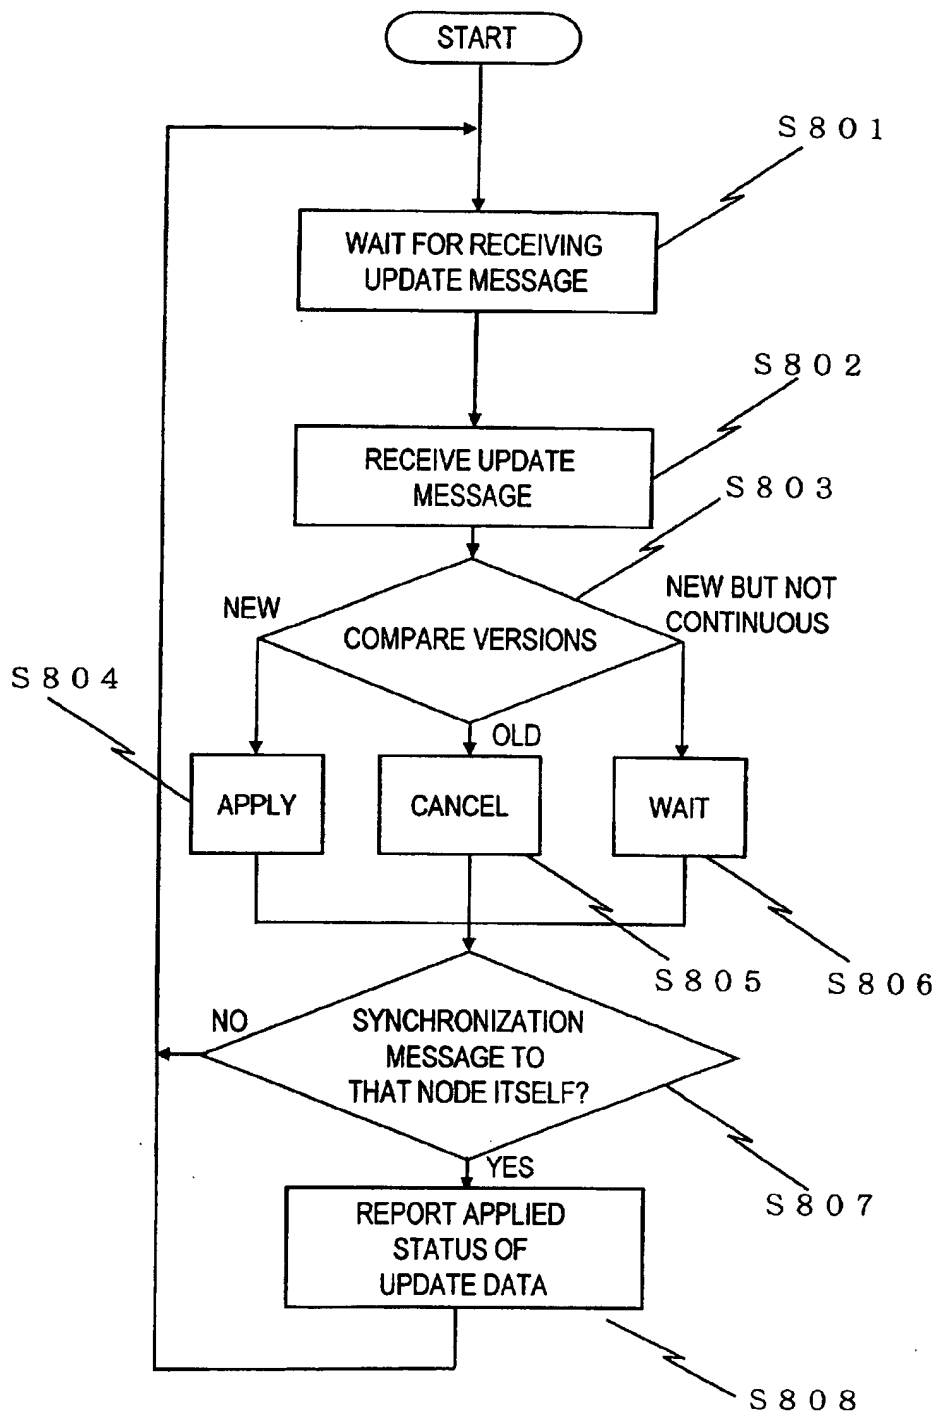 START
S801
WAIT FOR RECEIVING
UPDATE MESSAGE
S802
RECEIVE UPDATE
MESSAGE
S803
NEW
NEW BUT NOT
CONTINUOUS
COMPARE VERSIONS
S804
OLD
APPLY
CANCEL
WAIT
S805
S806
NO
SYNCHRONIZATION
MESSAGE TO
THAT NODE ITSELF?
YES
S807
REPORT APPLIED
STATUS OF
UPDATE DATA
S808